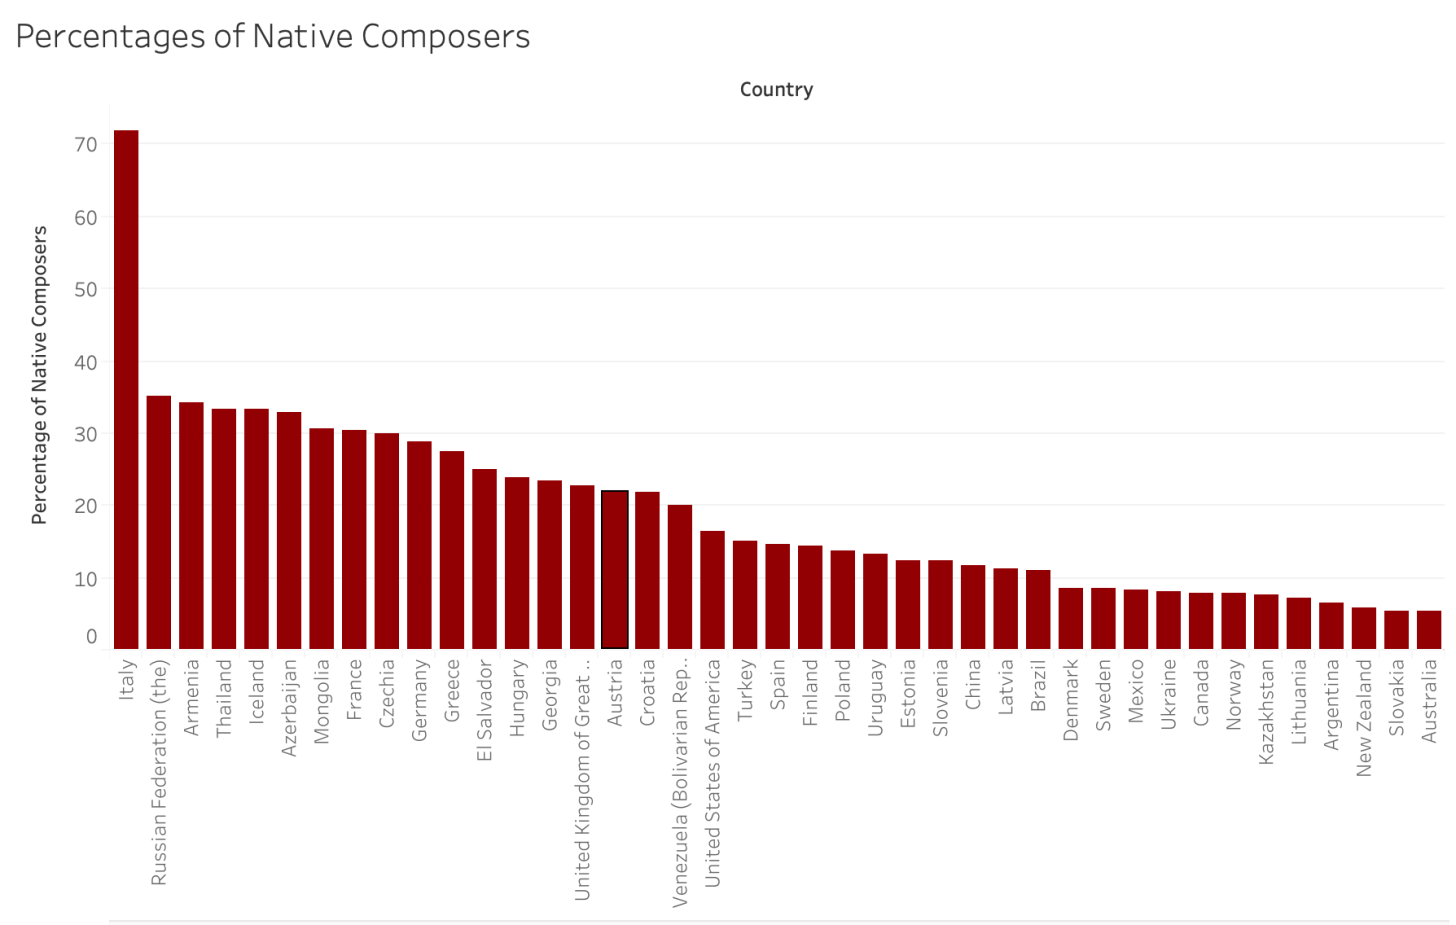 Percentages of Native Composers
Country
Percentage of Native Composers
70
60
50
40
30
20
10
0
Italy
Russian Federation (the)
Armenia
Thailand
Iceland
Azerbaijan
Mongolia
France
Czechia
Germany
Greece
El Salvador
Hungary
Georgia
United Kingdom of Great ..
Austria
Croatia
Venezuela (Bolivarian Rep..
United States of America
Turkey
Spain
Finland
Poland
Uruguay
Estonia
Slovenia
China
Latvia
Brazil
Denmark
Sweden
Mexico
Ukraine
Canada
Norway
Kazakhstan
Lithuania
Argentina
New Zealand
Slovakia
Australia